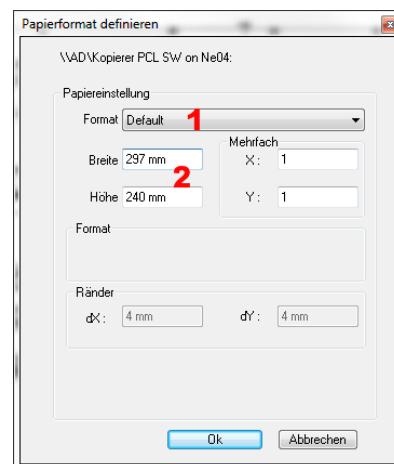 Papierformat definieren
\\AD\Kopierer PCL SW on Ne04:
Papiereinstellung
Format Default 1
Mehrfach
Breite 297 mm X: 1
2
Höhe 240 mm Y: 1
Format
Ränder
dX: 4 mm dY: 4 mm
Ok Abbrechen